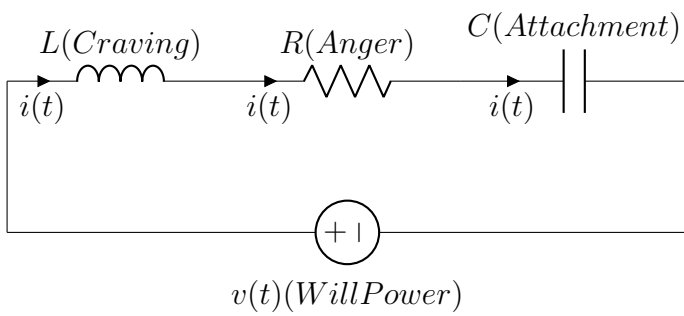 L(Craving)
R(Anger)
C(Attachment)
i(t)
i(t)
i(t)
+ −
v(t)(WillPower)